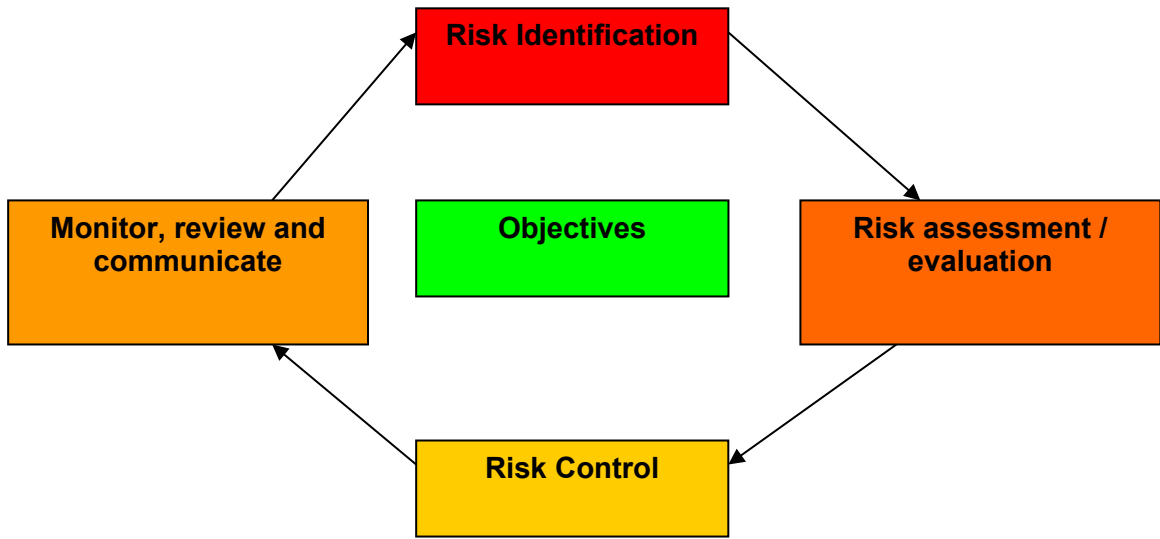 Risk Identification
Monitor, review and
communicate
Objectives
Risk assessment /
evaluation
Risk Control